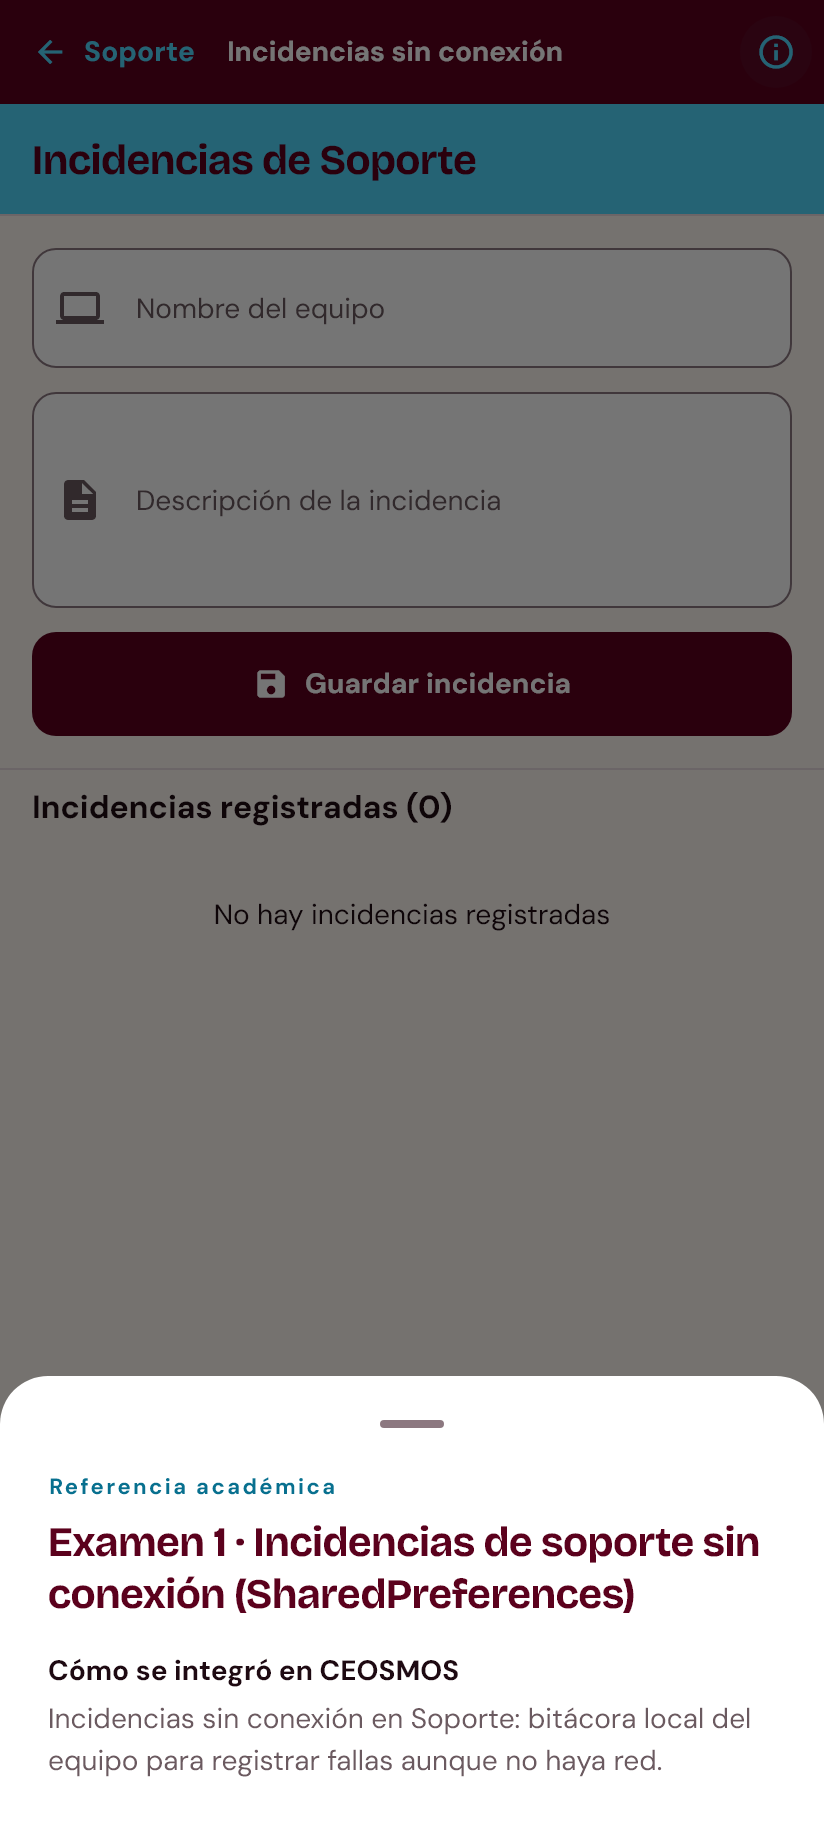 Soporte Incidencias sin conexión
Incidencias de Soporte
Nombre del equipo
Descripción de la incidencia
Guardar incidencia
Incidencias registradas (0)
No hay incidencias registradas
Referencia académica
Examen 1 · Incidencias de soporte sin
conexión (SharedPreferences)
Cómo se integró en CEOSMOS
Incidencias sin conexión en Soporte: bitácora local del
equipo para registrar fallas aunque no haya red.